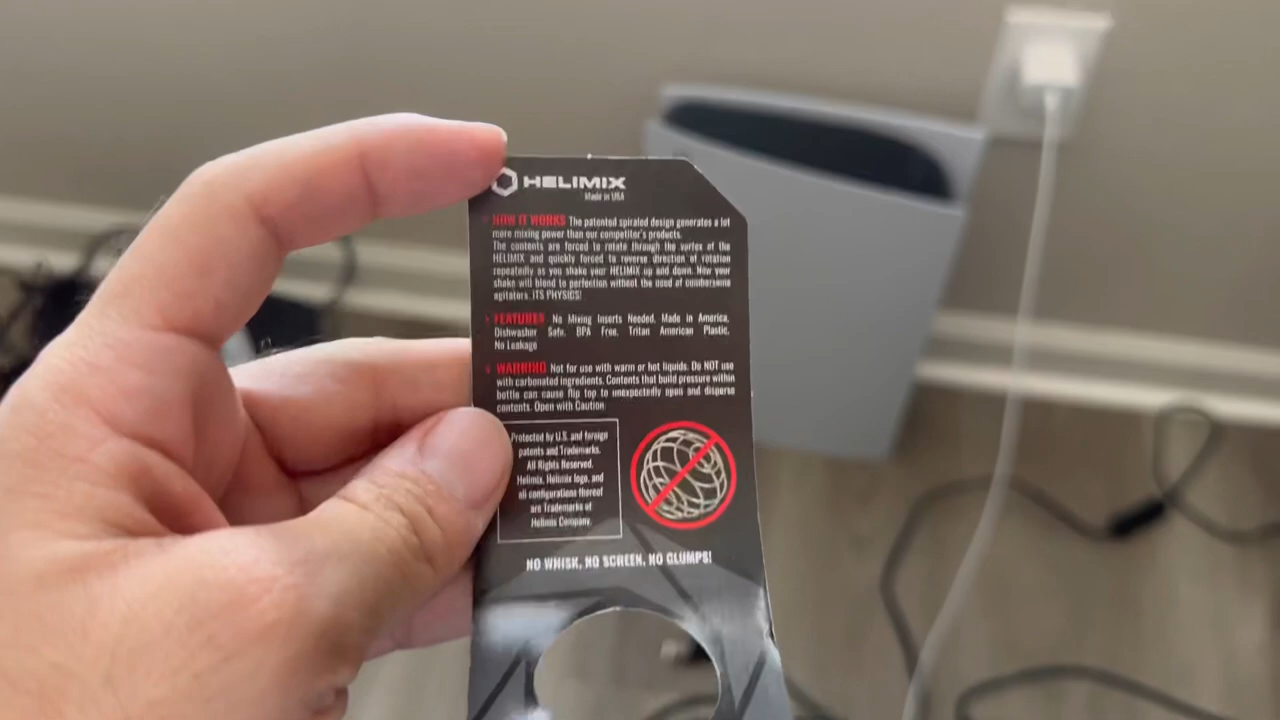 HELIMIX
Made in USA
HOW IT WORKS The patented spiraled design generates a lot
more mixing power than our competitor's products.
The contents are forced to rotate through the vortex of the
HELIMIX and quickly forced to reverse direction of rotation
repeatedly as you shake your HELIMIX up and down. Now your
shake will blend to perfection without the used of cumbersome
agitators. ITS PHYSICS!
FEATURES No Mixing Inserts Needed, Made in America,
Dishwasher Safe, BPA Free, Tritan American Plastic,
No Leakage
WARNING Not for use with warm or hot liquids. Do NOT use
with carbonated ingredients. Contents that build pressure within
bottle can cause flip top to unexpectedly open and disperse
contents. Open with Caution
Protected by U.S. and foreign
patents and Trademarks.
All Rights Reserved.
Helimix, Helimix logo, and
all configurations thereof
are Trademarks of
Helimix Company.
NO WHISK, NO SCREEN, NO CLUMPS!